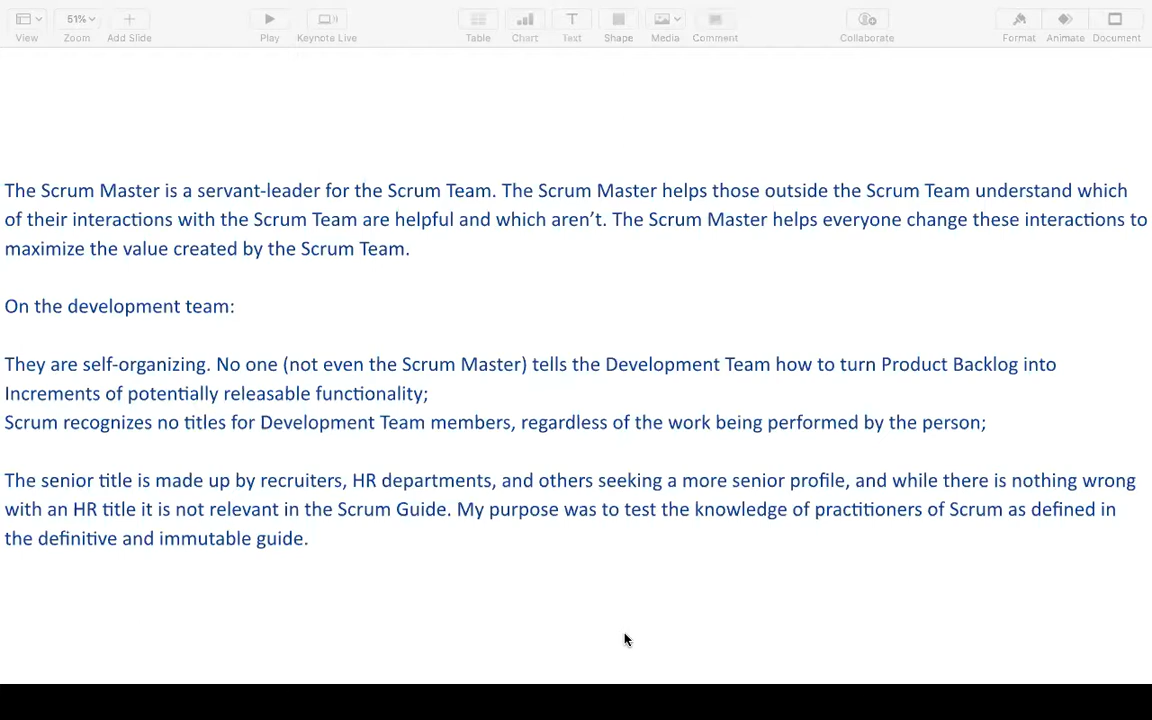 51%
View Zoom Add Slide Play Keynote Live Table Chart Text Shape Media Comment Collaborate Format Animate Document
The Scrum Master is a servant-leader for the Scrum Team. The Scrum Master helps those outside the Scrum Team understand which
of their interactions with the Scrum Team are helpful and which aren’t. The Scrum Master helps everyone change these interactions to
maximize the value created by the Scrum Team.
On the development team:
They are self-organizing. No one (not even the Scrum Master) tells the Development Team how to turn Product Backlog into
Increments of potentially releasable functionality;
Scrum recognizes no titles for Development Team members, regardless of the work being performed by the person;
The senior title is made up by recruiters, HR departments, and others seeking a more senior profile, and while there is nothing wrong
with an HR title it is not relevant in the Scrum Guide. My purpose was to test the knowledge of practitioners of Scrum as defined in
the definitive and immutable guide.